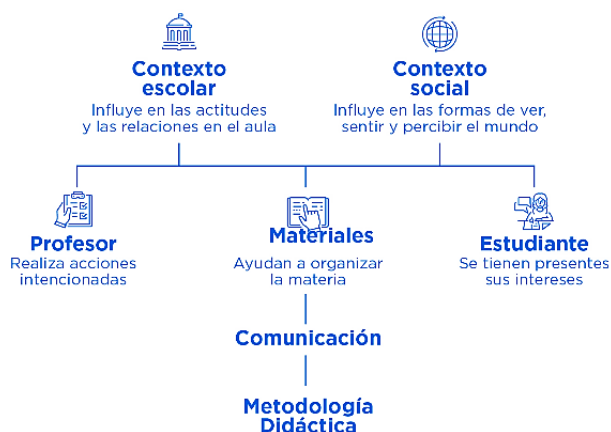 Contexto
escolar
Influye en las actitudes
y las relaciones en el aula
Contexto
social
Influye en las formas de ver,
sentir y percibir el mundo
Profesor
Realiza acciones
intencionadas
Materiales
Ayudan a organizar
la materia
Estudiante
Se tienen presentes
sus intereses
Comunicación
Metodología
Didáctica